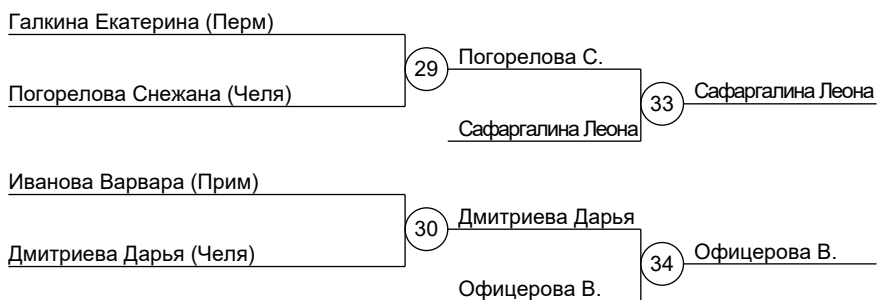 Галкина Екатерина (Перм)
29
Погорелова С.
Погорелова Снежана (Челя)
33
Сафаргалина Леона
Сафаргалина Леона
Иванова Варвара (Прим)
30
Дмитриева Дарья
Дмитриева Дарья (Челя)
34
Офицерова В.
Офицерова В.